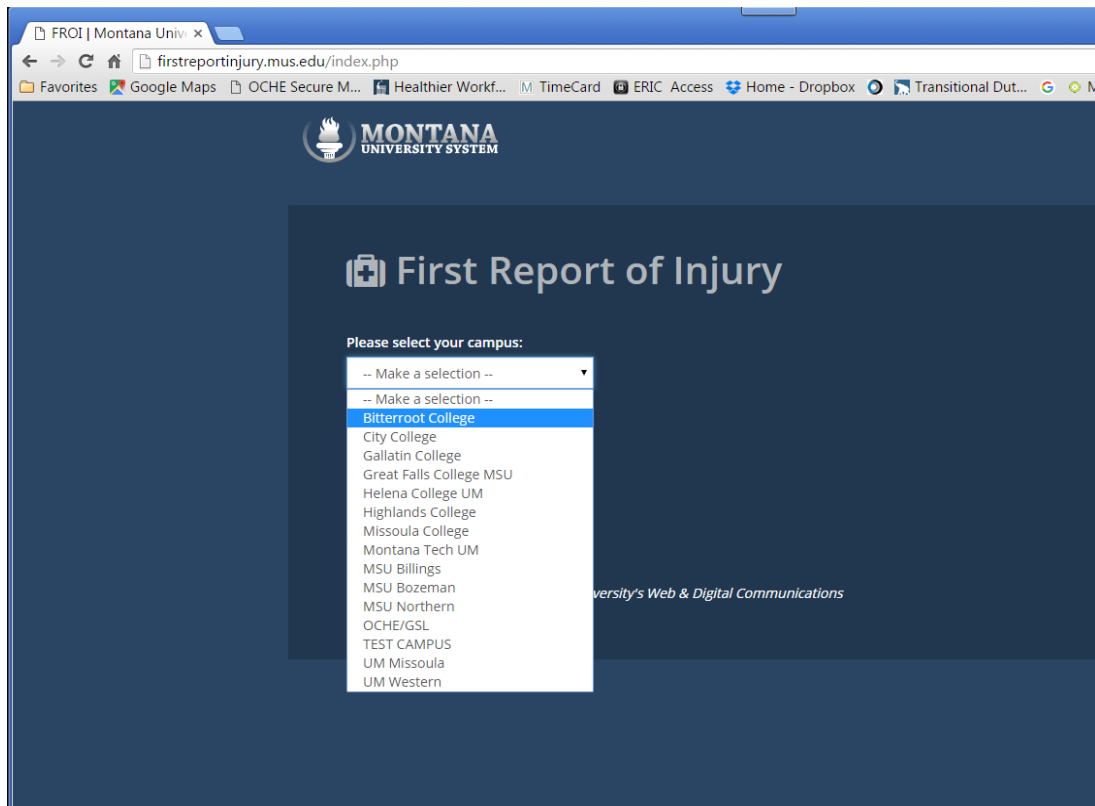 FROI | Montana Univ
firstreportinjury.mus.edu/index.php
Favorites Google Maps OCHE Secure M... Healthier Workf... TimeCard ERIC Access Home - Dropbox Transitional Dut... M
MONTANA
UNIVERSITY SYSTEM
First Report of Injury
Please select your campus:
-- Make a selection --
-- Make a selection --
Bitterroot College
City College
Gallatin College
Great Falls College MSU
Helena College UM
Highlands College
Missoula College
Montana Tech UM
MSU Billings
MSU Bozeman
versity's Web & Digital Communications
MSU Northern
OCHE/GSL
TEST CAMPUS
UM Missoula
UM Western